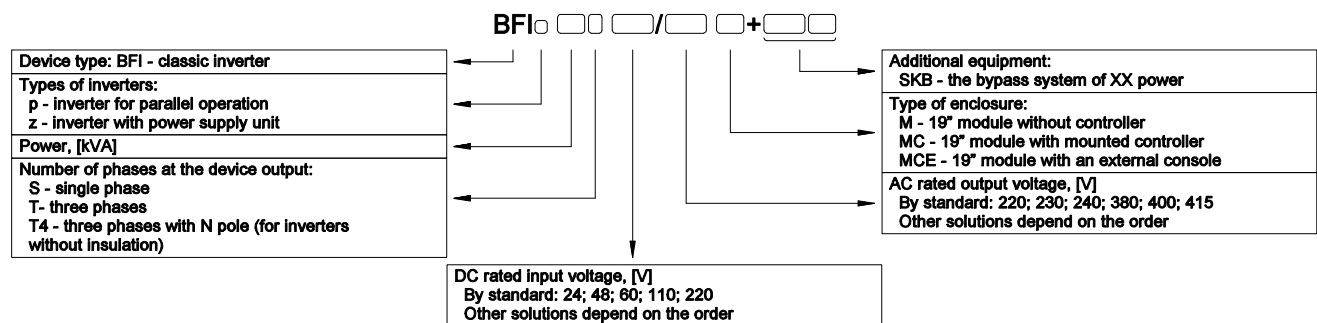 BFI / +
Device type: BFI - classic inverter
Types of inverters:
p - inverter for parallel operation
z - inverter with power supply unit
Power, [kVA]
Number of phases at the device output:
S - single phase
T- three phases
T4 - three phases with N pole (for inverters
without insulation)
DC rated input voltage, [V]
By standard: 24; 48; 60; 110; 220
Other solutions depend on the order
Additional equipment:
SKB - the bypass system of XX power
Type of enclosure:
M - 19" module without controller
MC - 19" module with mounted controller
MCE - 19" module with an external console
AC rated output voltage, [V]
By standard: 220; 230; 240; 380; 400; 415
Other solutions depend on the order